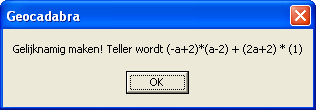 Geocadabra
Gelijknamig maken! Teller wordt (-a+2)*(a-2) + (2a+2) * (1)
OK